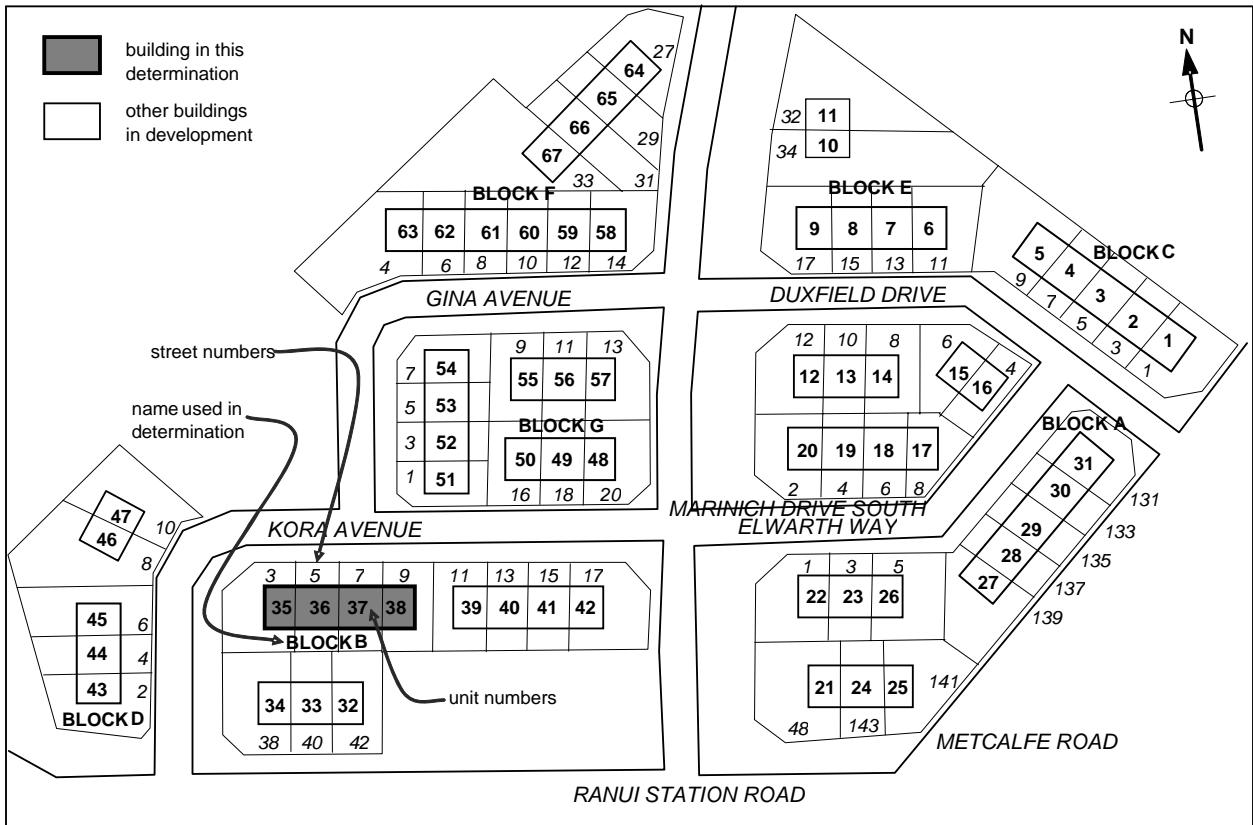 building in this
determination
other buildings
in development
N
27
64
65
66
67
29
31
33
BLOCK F
63 62 61 60 59 58
4 6 8 10 12 14
GINA AVENUE
32 11
34 10
BLOCK E
9 8 7 6
17 15 13 11
DUXFIELD DRIVE
BLOCK C
5 4 3 2 1
9 7 5 3 1
street numbers
name used in
determination
7 54
5 53
3 52
1 51
9 11 13
55 56 57
BLOCK G
50 49 48
16 18 20
12 10 8 6 4
12 13 14 15 16
20 19 18 17
2 4 6 8
MARINICH DRIVE SOUTH
ELWARTH WAY
BLOCK A
31 30 29 28 27
131
133
135
137
139
47 10
46 8
KORA AVENUE
3 5 7 9 11 13 15 17
35 36 37 38 39 40 41 42
BLOCK B
45 6
44 4
43 2
BLOCK D
34 33 32
38 40 42
unit numbers
1 3 5
22 23 26
21 24 25
48 143 141
METCALFE ROAD
RANUI STATION ROAD